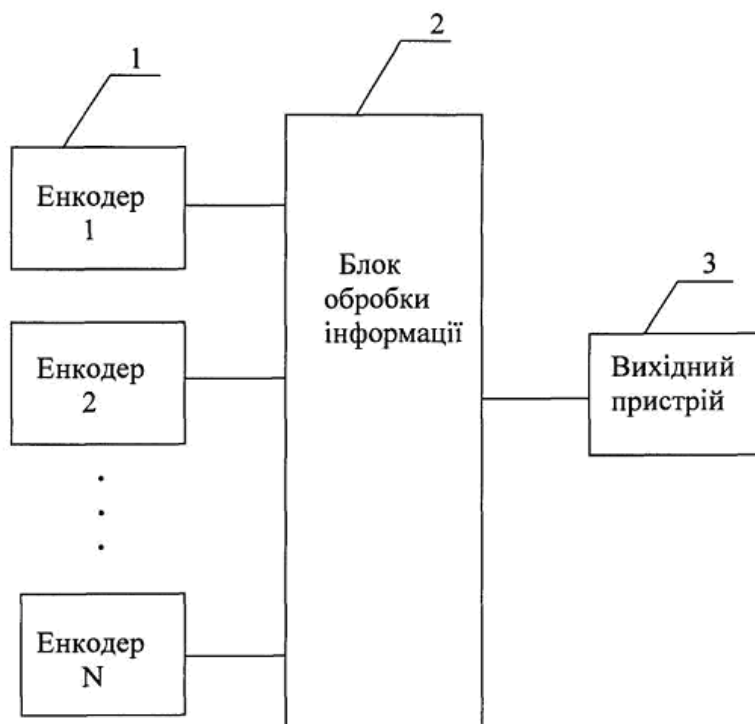 1
2
Енкодер
1
Блок
обробки
інформації
3
Енкодер
2
Вихідний
пристрій
Енкодер
N